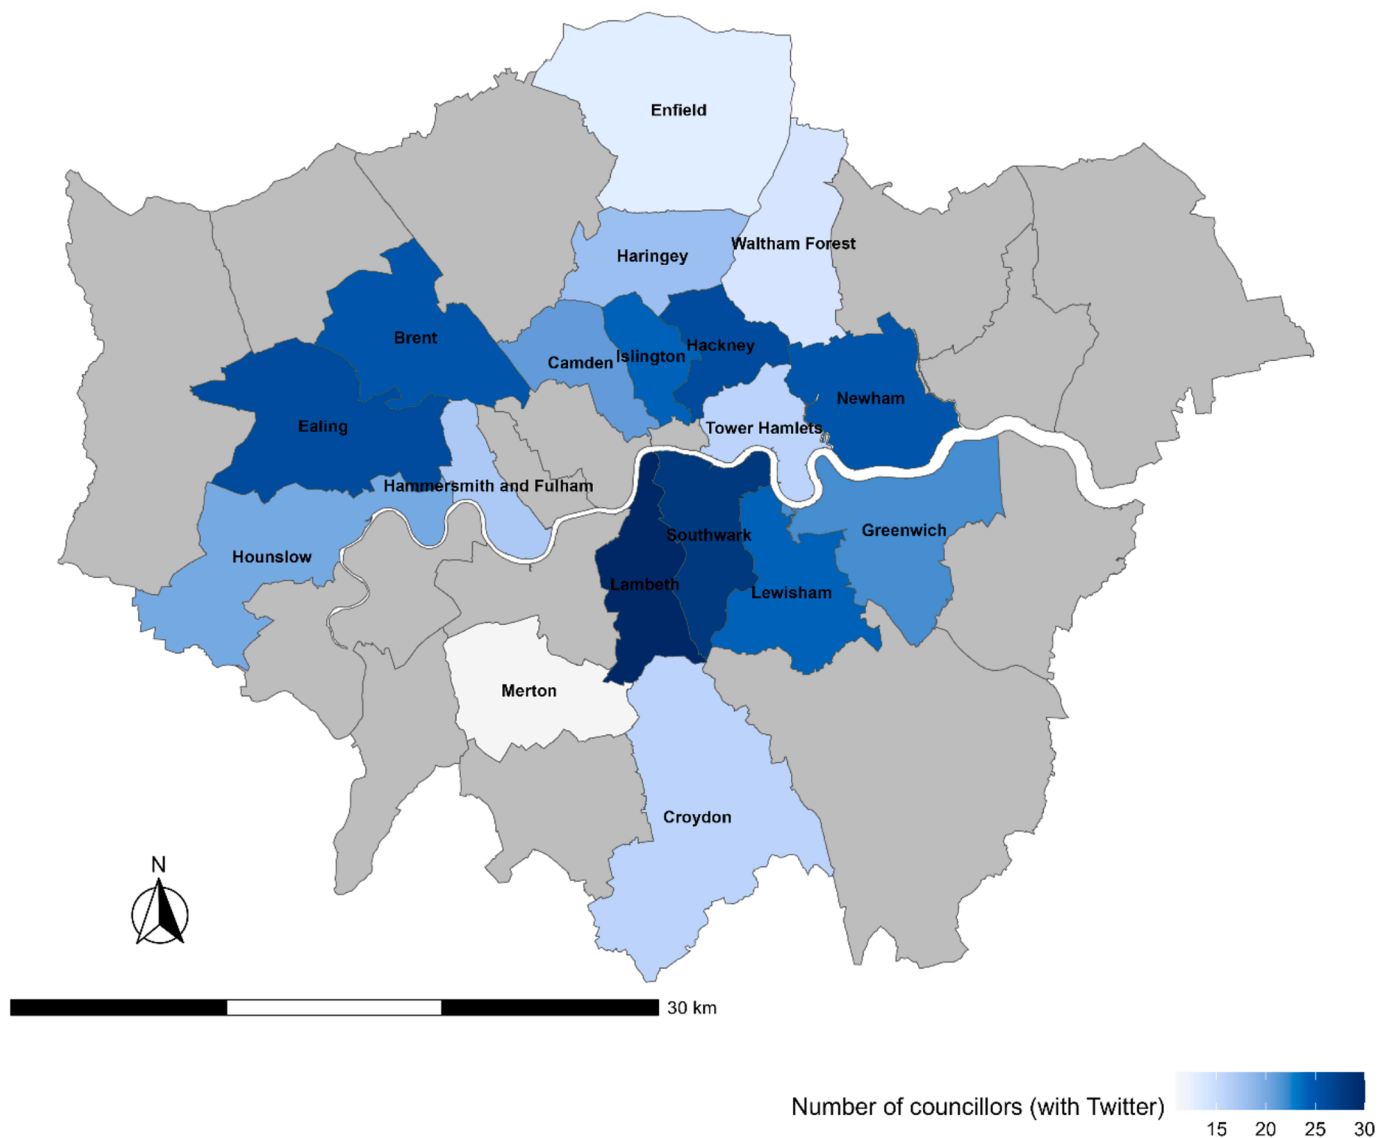 Enfield
Waltham Forest
Haringey
Brent
Hackney
Islington
Camden
Newham
Ealing
Tower Hamlets
Hammersmith and Fulham
Greenwich
Southwark
Hounslow
Lambeth
Lewisham
Merton
Croydon
N
30 km
Number of councillors (with Twitter)
15 20 25 30